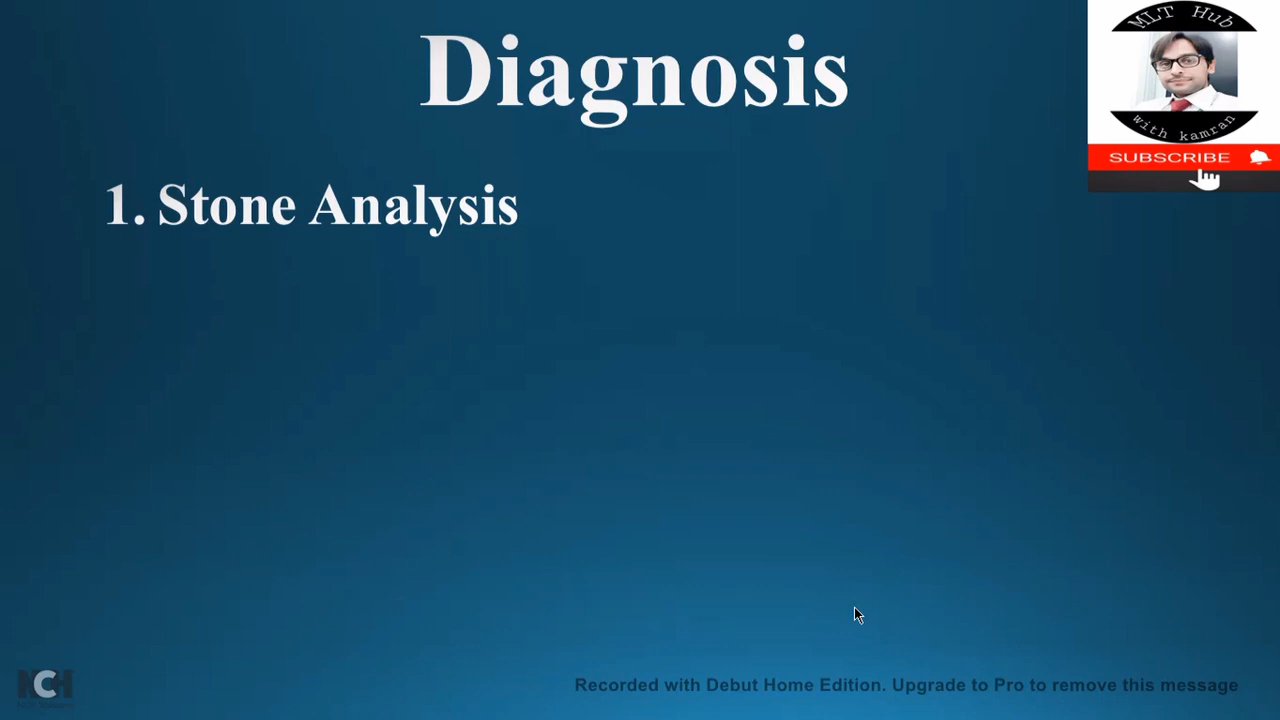 Diagnosis
MLT Hub
with kamran
SUBSCRIBE
1. Stone Analysis
NCH
Recorded with Debut Home Edition. Upgrade to Pro to remove this message